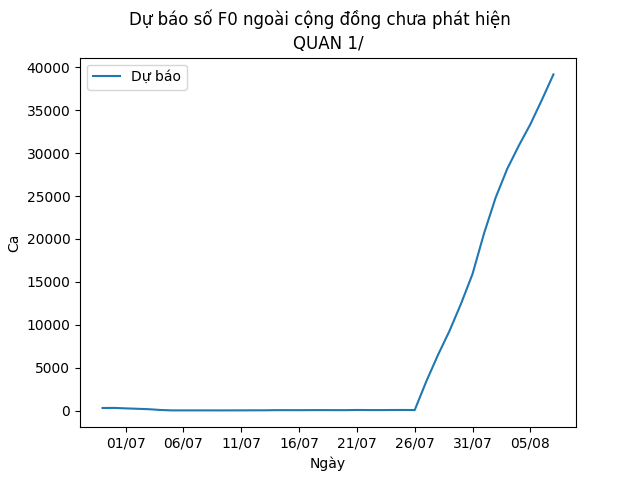 Dự báo số F0 ngoài cộng đồng chưa phát hiện
QUAN 1/
Dự báo
40000
35000
30000
25000
20000
15000
10000
5000
0
Ca
01/07 06/07 11/07 16/07 21/07 26/07 31/07 05/08
Ngày